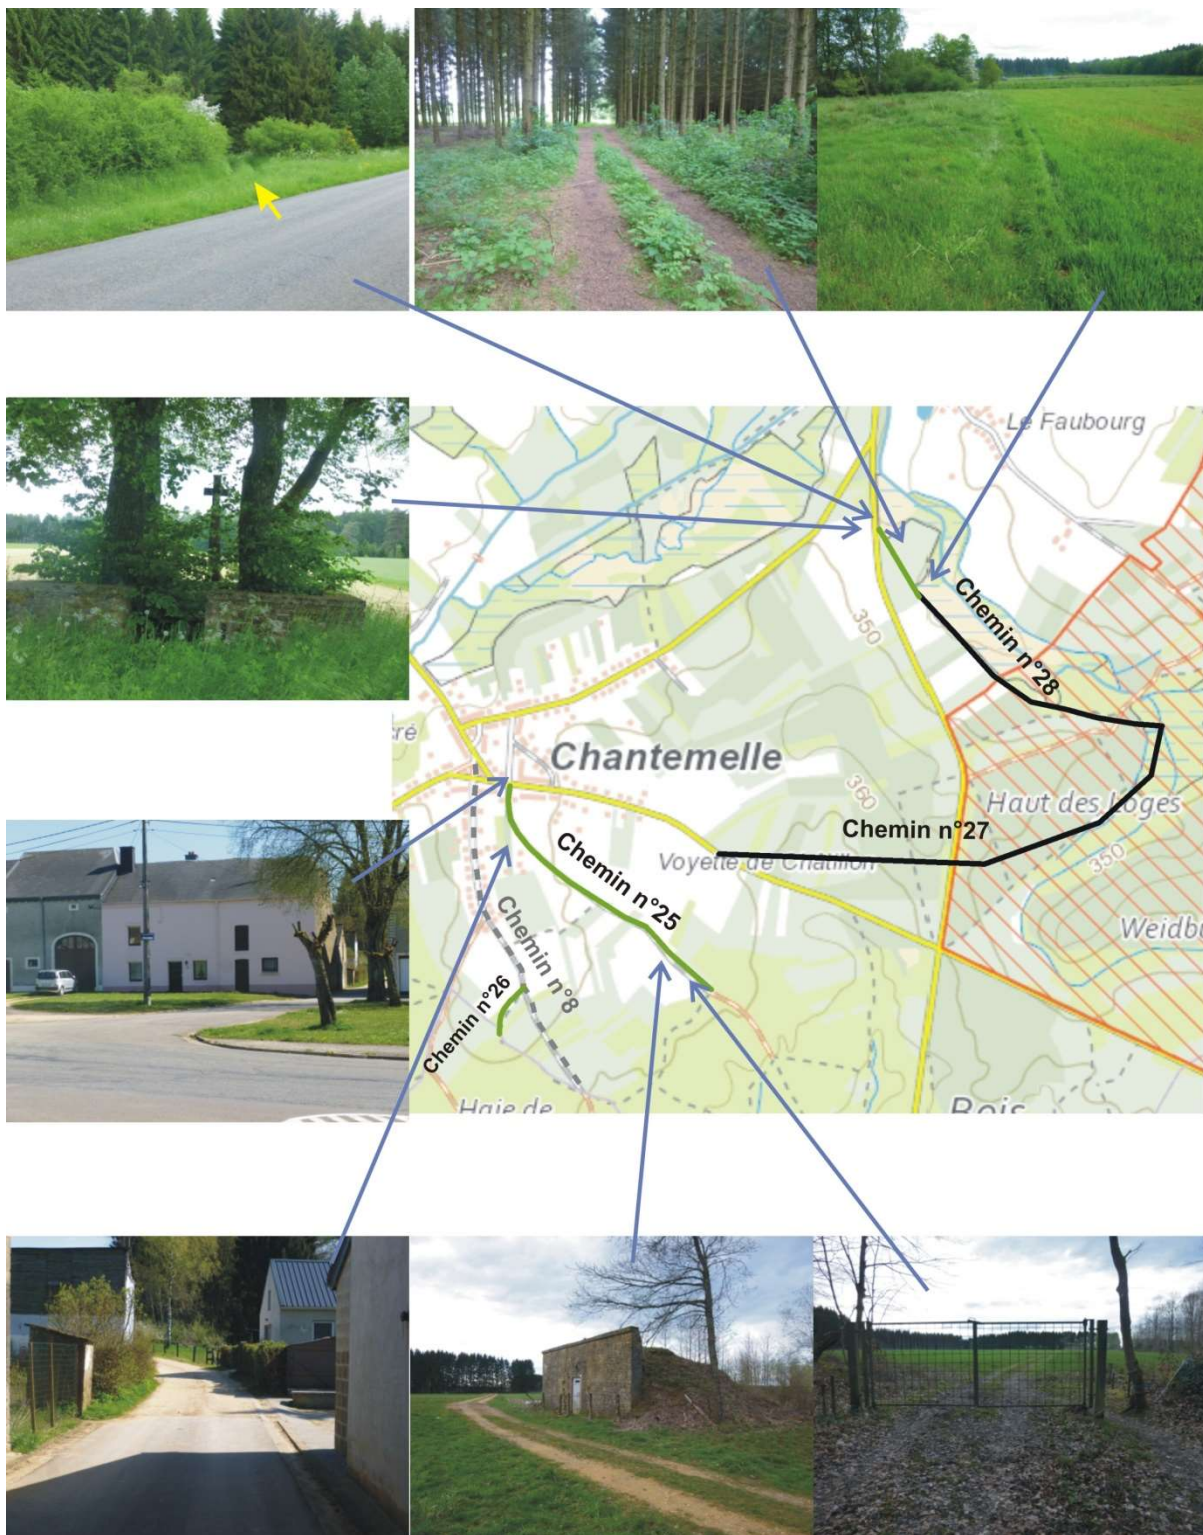 Le Faubourg
350
Chemin n°28
cré
Chantemelle
360
Haut des Loges
Chemin n°27
Voyette de Châtillon
350
Chemin n°25
Chemin n°8
Chemin n°26
Weidbu
Haie de
Bois